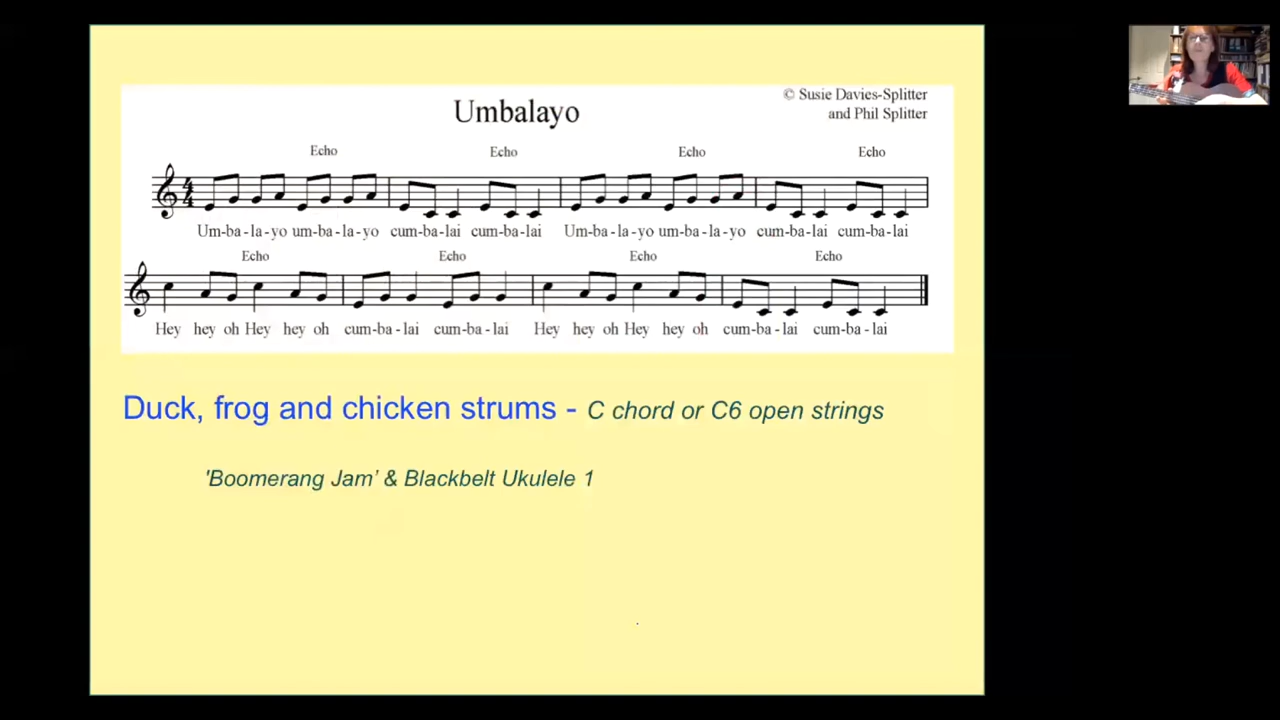 © Susie Davies-Splitter
Umbalayo
and Phil Splitter
Echo Echo Echo Echo
4
4
Um-ba-la-yo um-ba-la-yo cum-ba-lai cum-ba-lai Um-ba-la-yo um-ba-la-yo cum-ba-lai cum-ba-lai
Echo Echo Echo Echo
Hey hey oh Hey hey oh cum-ba-lai cum-ba-lai Hey hey oh Hey hey oh cum-ba-lai cum-ba-lai
Duck, frog and chicken strums - C chord or C6 open strings
'Boomerang Jam’ & Blackbelt Ukulele 1